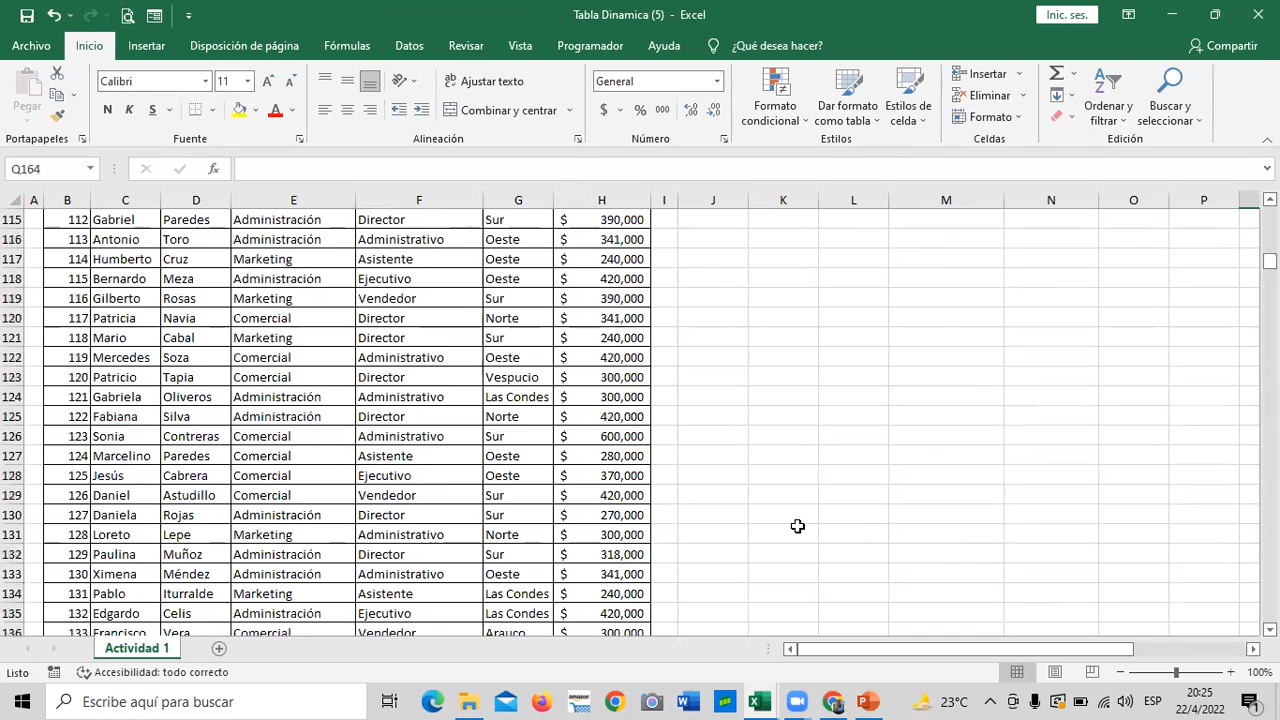 Tabla Dinamica (5) - Excel
Inic. ses.
Archivo Inicio Insertar Disposición de página Fórmulas Datos Revisar Vista Programador Ayuda ¿Qué desea hacer? Compartir
Calibri 11 Ajustar texto General Insertar
Pegar N K S Combinar y centrar $ % 000 Formato condicional Dar formato como tabla Estilos de celda Eliminar Formato Ordenar y filtrar Buscar y seleccionar
Portapapeles Fuente Alineación Número Estilos Celdas Edición
Q164 fx
A B C D E F G H I J K L M N O P
115 112 Gabriel Paredes Administración Director Sur $ 390,000
116 113 Antonio Toro Administración Administrativo Oeste $ 341,000
117 114 Humberto Cruz Marketing Asistente Oeste $ 240,000
118 115 Bernardo Meza Administración Ejecutivo Oeste $ 420,000
119 116 Gilberto Rosas Marketing Vendedor Sur $ 390,000
120 117 Patricia Navia Comercial Director Norte $ 341,000
121 118 Mario Cabal Marketing Director Sur $ 240,000
122 119 Mercedes Soza Comercial Administrativo Oeste $ 420,000
123 120 Patricio Tapia Comercial Director Vespucio $ 300,000
124 121 Gabriela Oliveros Administración Administrativo Las Condes $ 300,000
125 122 Fabiana Silva Administración Director Norte $ 420,000
126 123 Sonia Contreras Comercial Administrativo Sur $ 600,000
127 124 Marcelino Paredes Comercial Asistente Oeste $ 280,000
128 125 Jesús Cabrera Comercial Ejecutivo Oeste $ 370,000
129 126 Daniel Astudillo Comercial Vendedor Sur $ 420,000
130 127 Daniela Rojas Administración Director Sur $ 270,000
131 128 Loreto Lepe Marketing Administrativo Norte $ 300,000
132 129 Paulina Muñoz Administración Director Sur $ 318,000
133 130 Ximena Méndez Administración Administrativo Oeste $ 341,000
134 131 Pablo Iturralde Marketing Asistente Las Condes $ 240,000
135 132 Edgardo Celis Administración Ejecutivo Las Condes $ 420,000
136 133 Francisco Vera Comercial Vendedor Arauco $ 300,000
Actividad 1
Listo Accesibilidad: todo correcto 100%
Escribe aquí para buscar 23°C ESP 20:25
22/4/2022